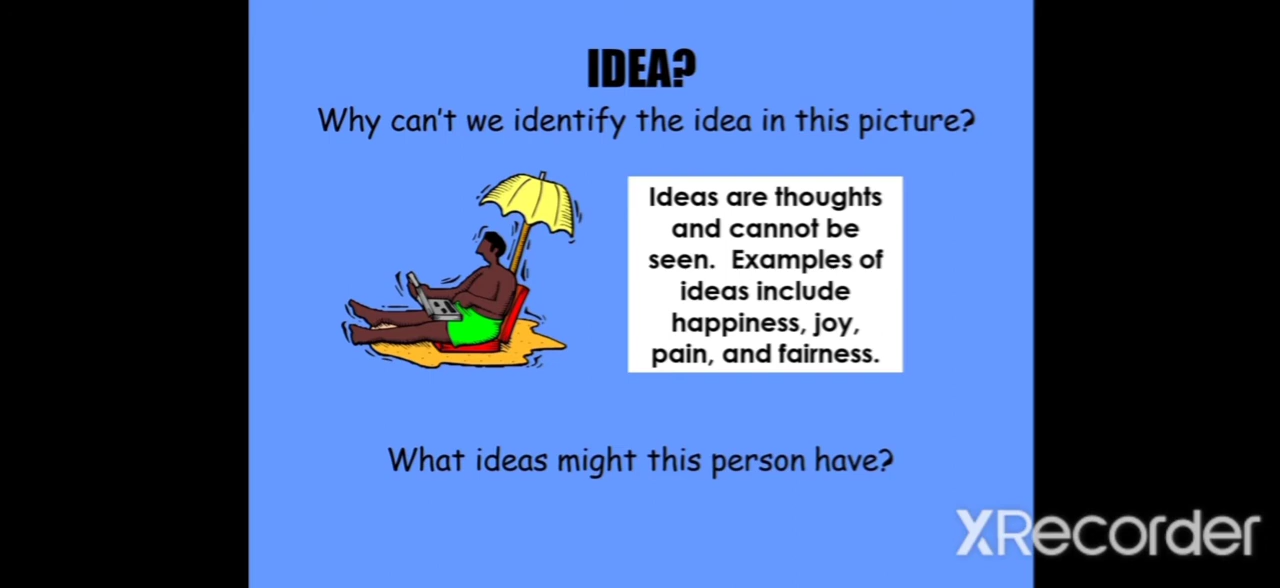 IDEA?
Why can't we identify the idea in this picture?
Ideas are thoughts
and cannot be
seen.  Examples of
ideas include
happiness, joy,
pain, and fairness.
What ideas might this person have?
XRecorder